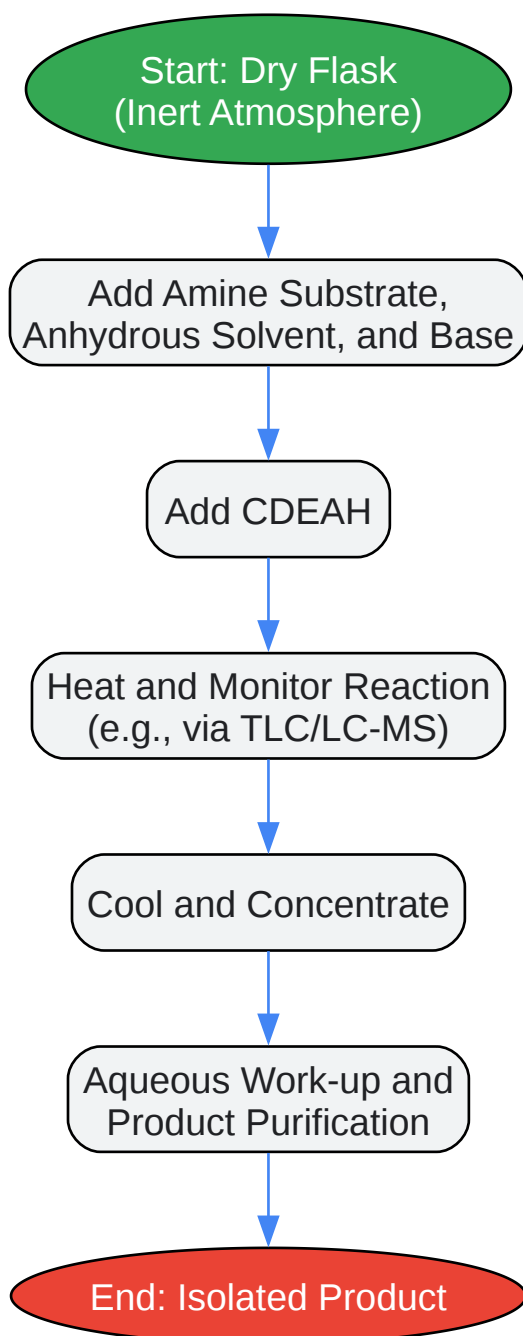 Start: Dry Flask
(Inert Atmosphere)
Add Amine Substrate,
Anhydrous Solvent, and Base
Add CDEAH
Heat and Monitor Reaction
(e.g., via TLC/LC-MS)
Cool and Concentrate
Aqueous Work-up and
Product Purification
End: Isolated Product